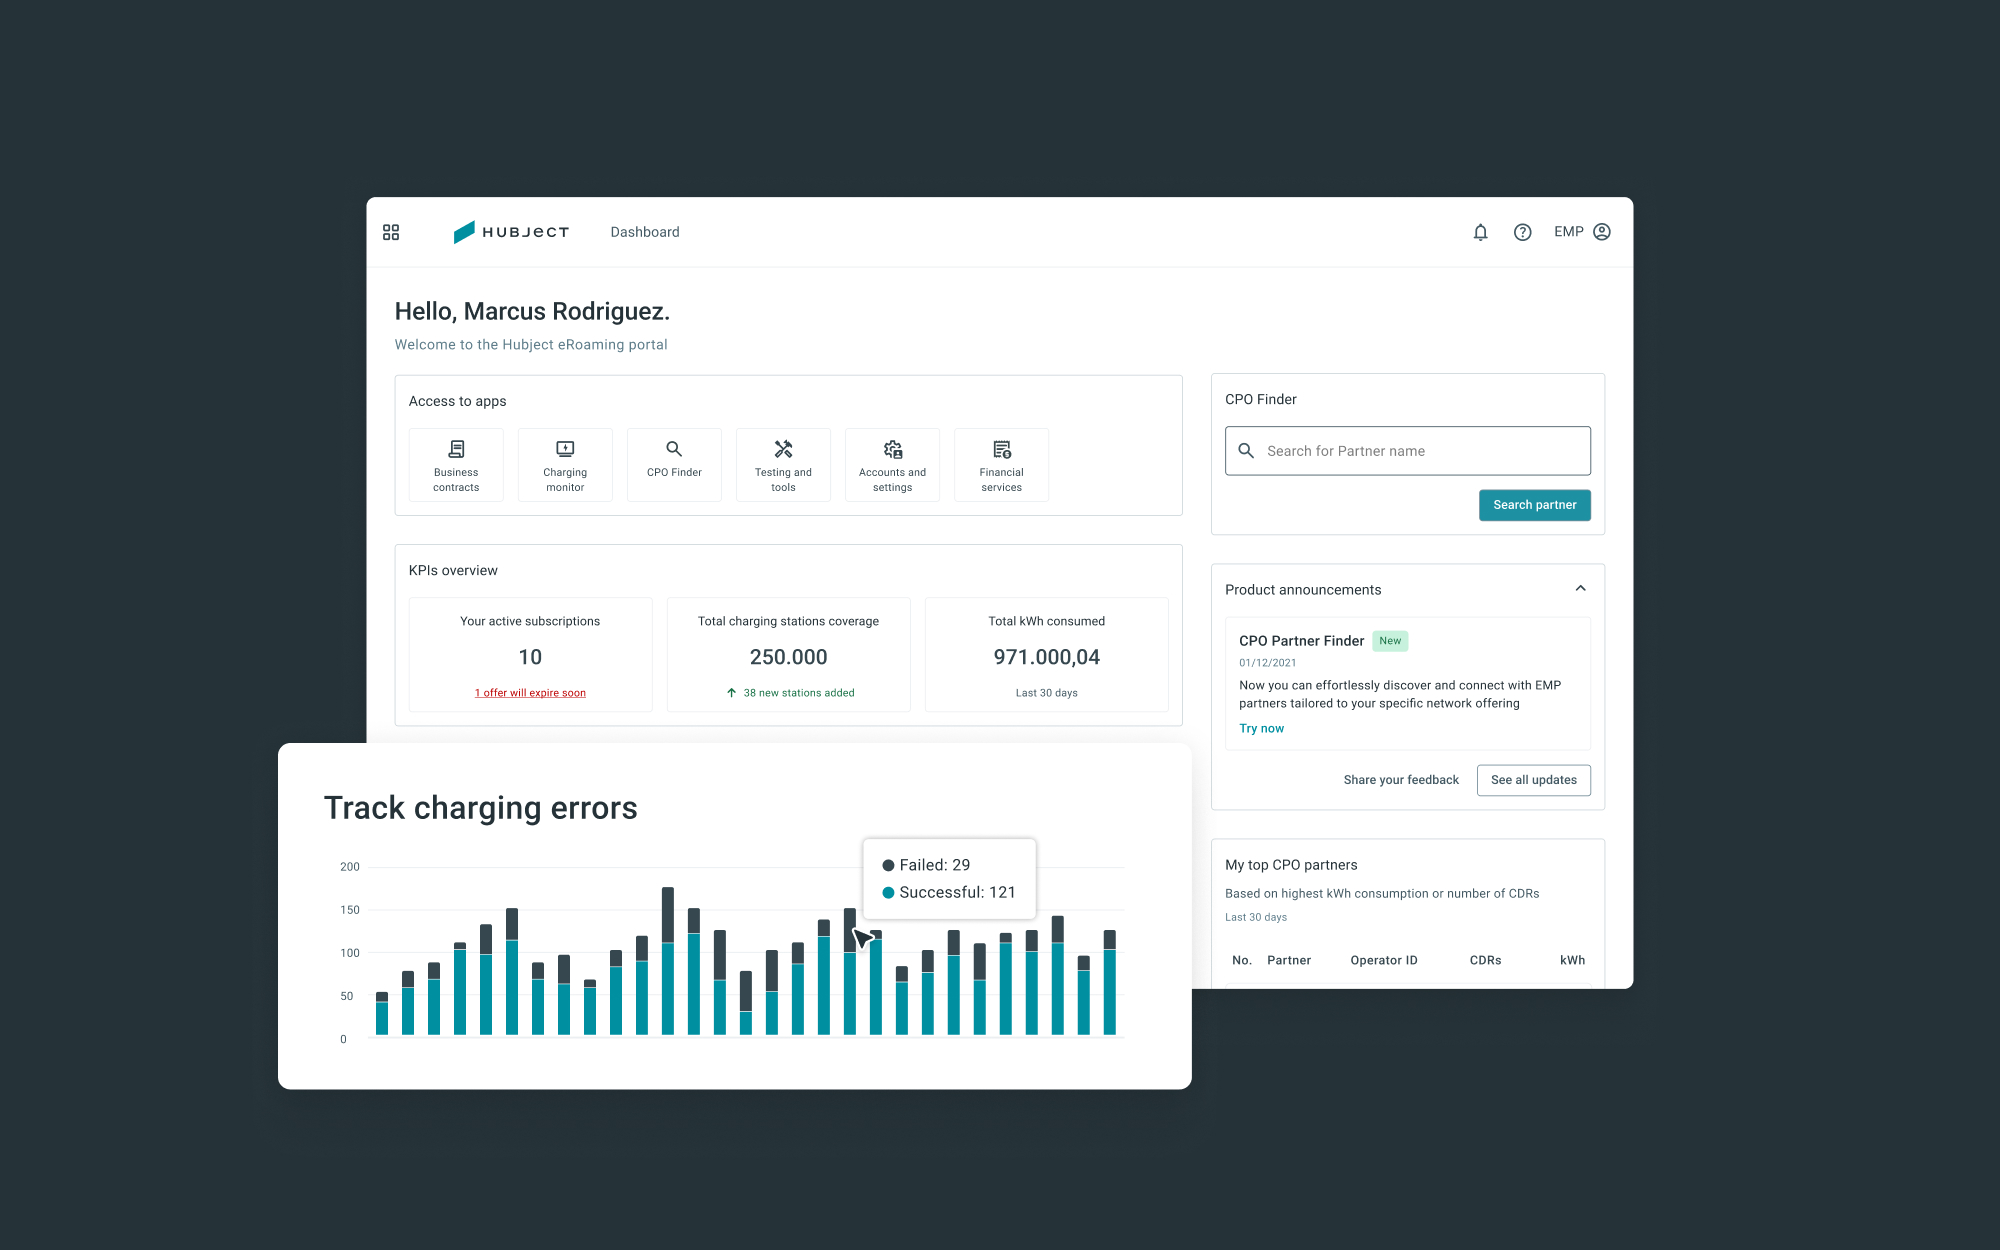 HUBJeCT
Dashboard
EMP
Hello, Marcus Rodriguez.
Welcome to the Hubject eRoaming portal
Access to apps
Business
contracts
Charging
monitor
CPO Finder
Testing and
tools
Accounts and
settings
Financial
services
KPIs overview
Your active subscriptions
10
1 offer will expire soon
Total charging stations coverage
250.000
38 new stations added
Total kWh consumed
971.000,04
Last 30 days
CPO Finder
Search for Partner name
Search partner
Product announcements
CPO Partner Finder
New
01/12/2021
Now you can effortlessly discover and connect with EMP
partners tailored to your specific network offering
Try now
Share your feedback
See all updates
My top CPO partners
Based on highest kWh consumption or number of CDRs
Last 30 days
No. Partner Operator ID CDRs kWh
Track charging errors
200
150
100
50
0
Failed: 29
Successful: 121